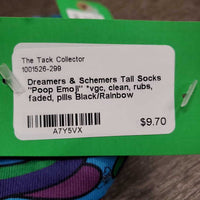 The Tack Collector
1001526-299
Dreamers & Schemers Tall Socks
"Poop Emoji" *vgc, clean, rubs,
faded, pills Black/Rainbow
$9.70
A7Y5VX